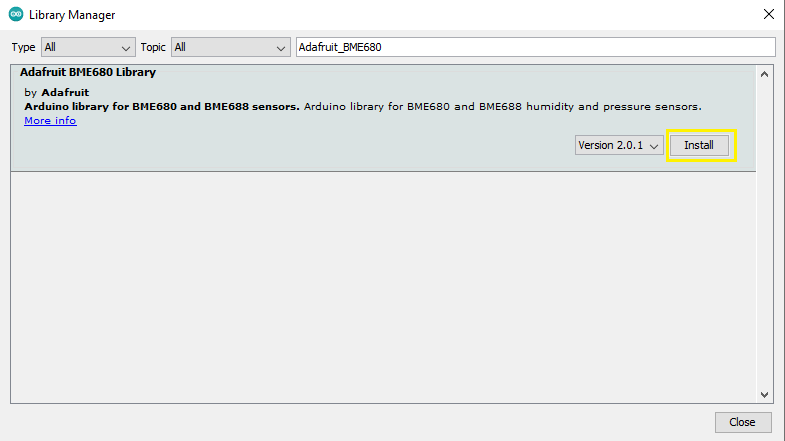 Library Manager
Type All Topic All Adafruit_BME680
Adafruit BME680 Library
by Adafruit
Arduino library for BME680 and BME688 sensors. Arduino library for BME680 and BME688 humidity and pressure sensors.
More info
Version 2.0.1 Install
Close